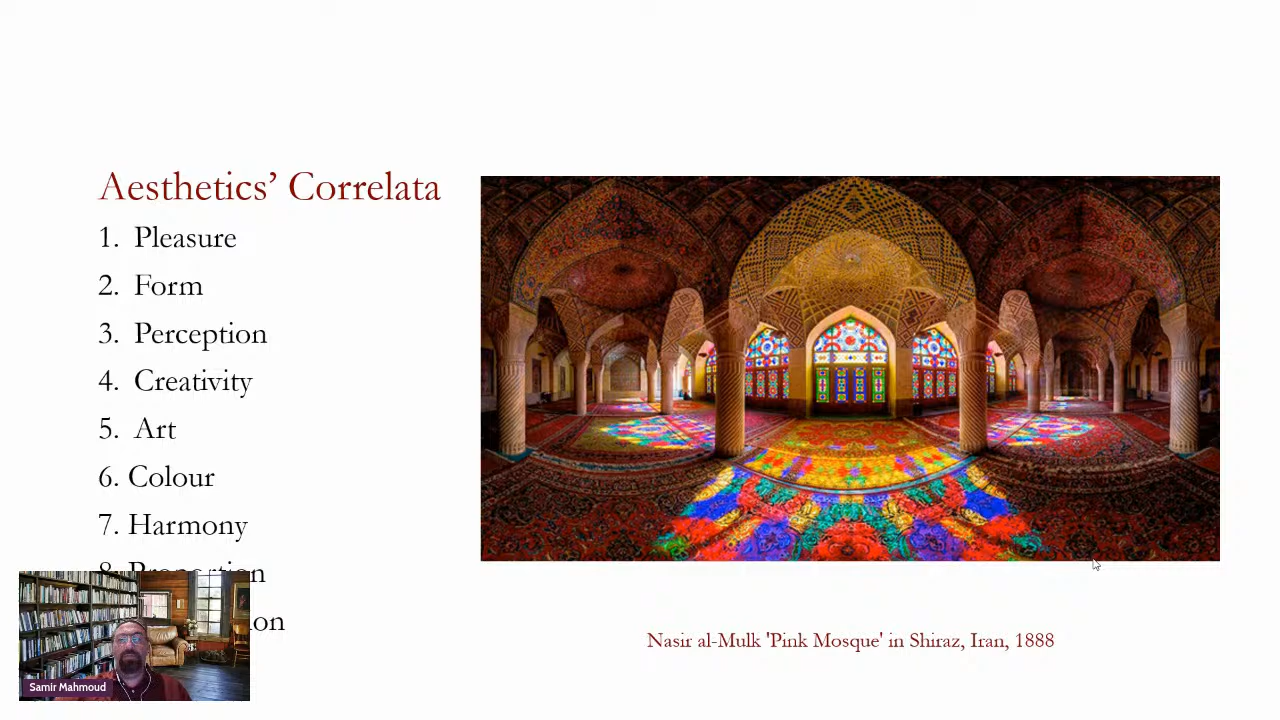 Aesthetics’ Correlata
1. Pleasure
2. Form
3. Perception
4. Creativity
5. Art
6. Colour
7. Harmony
8. Proportion
Nasir al-Mulk 'Pink Mosque' in Shiraz, Iran, 1888
Samir Mahmoud